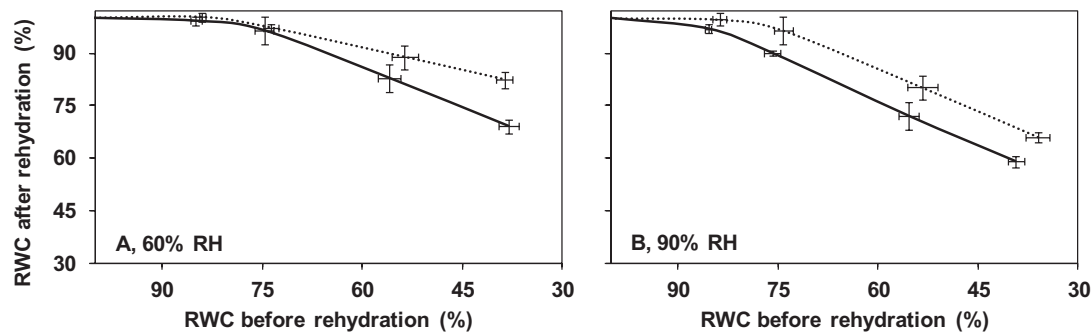 RWC after rehydration (%)
90
75
60
45
30
A, 60% RH
90 75 60 45 30
RWC before rehydration (%)
B, 90% RH
90 75 60 45 30
RWC before rehydration (%)